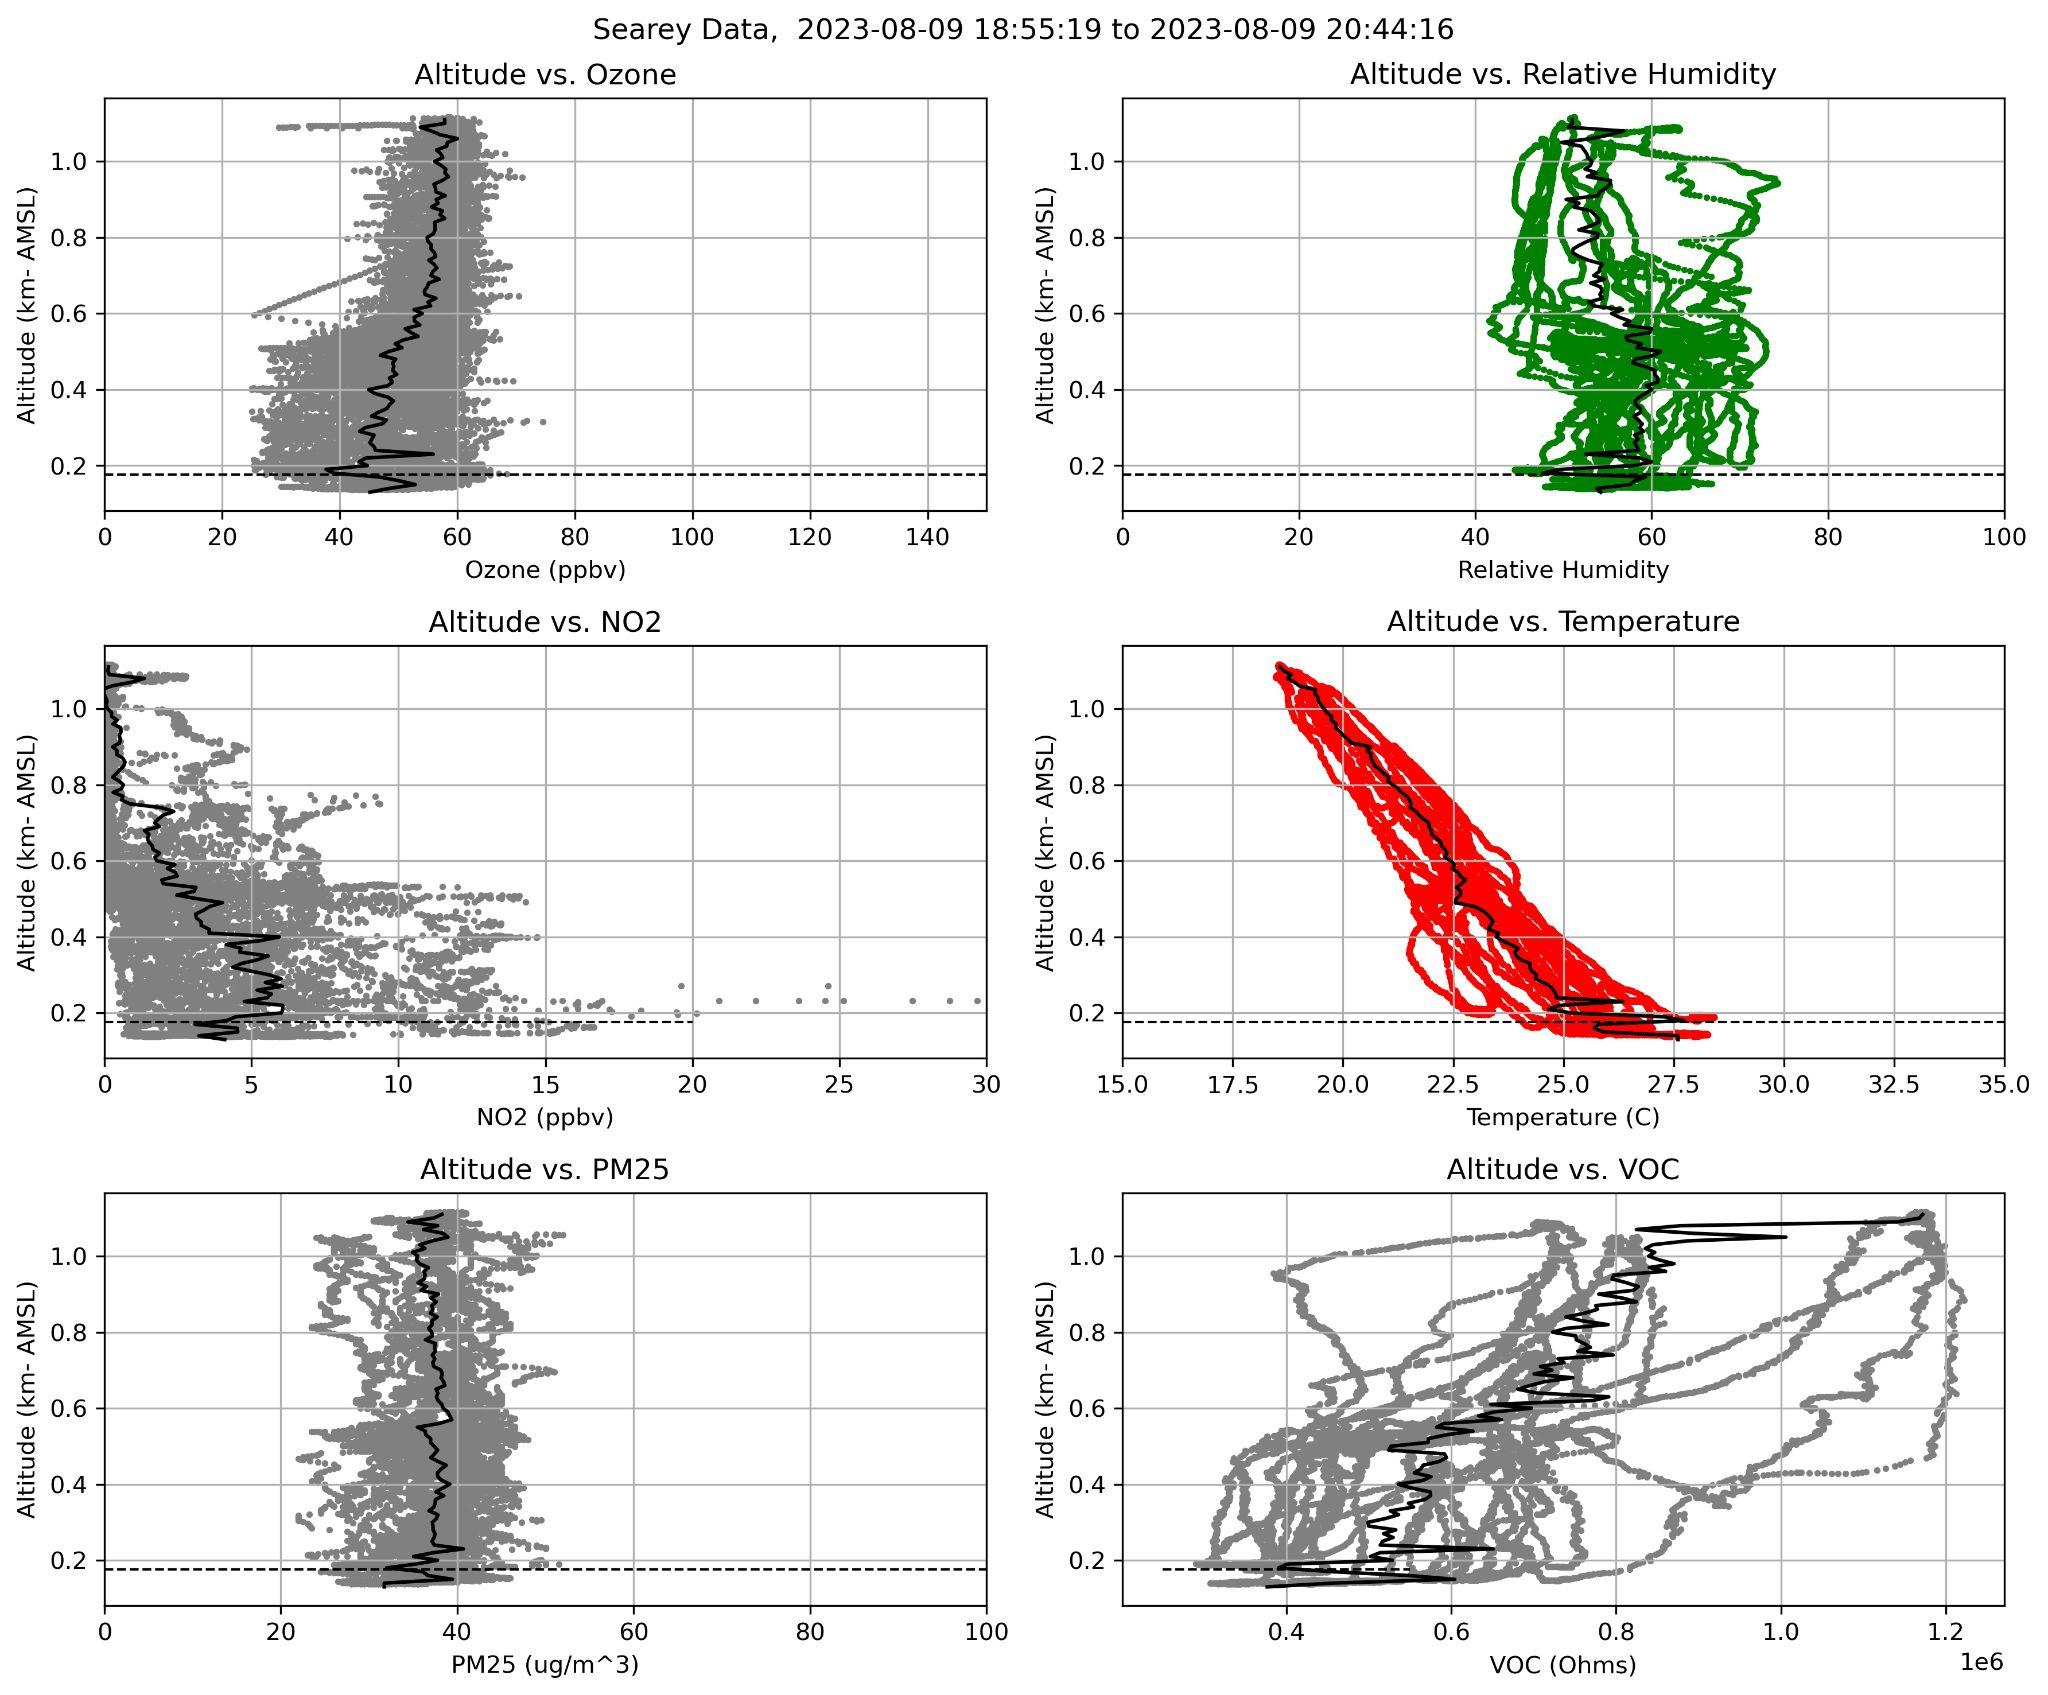 Searey Data,  2023-08-09 18:55:19 to 2023-08-09 20:44:16
Altitude vs. Ozone
Altitude (km- AMSL)
1.0
0.8
0.6
0.4
0.2
0 20 40 60 80 100 120 140
Ozone (ppbv)
Altitude vs. Relative Humidity
Altitude (km- AMSL)
1.0
0.8
0.6
0.4
0.2
0 20 40 60 80 100
Relative Humidity
Altitude vs. NO2
Altitude (km- AMSL)
1.0
0.8
0.6
0.4
0.2
0 5 10 15 20 25 30
NO2 (ppbv)
Altitude vs. Temperature
Altitude (km- AMSL)
1.0
0.8
0.6
0.4
0.2
15.0 17.5 20.0 22.5 25.0 27.5 30.0 32.5 35.0
Temperature (C)
Altitude vs. PM25
Altitude (km- AMSL)
1.0
0.8
0.6
0.4
0.2
0 20 40 60 80 100
PM25 (ug/m^3)
Altitude vs. VOC
Altitude (km- AMSL)
1.0
0.8
0.6
0.4
0.2
0.4 0.6 0.8 1.0 1.2
1e6
VOC (Ohms)